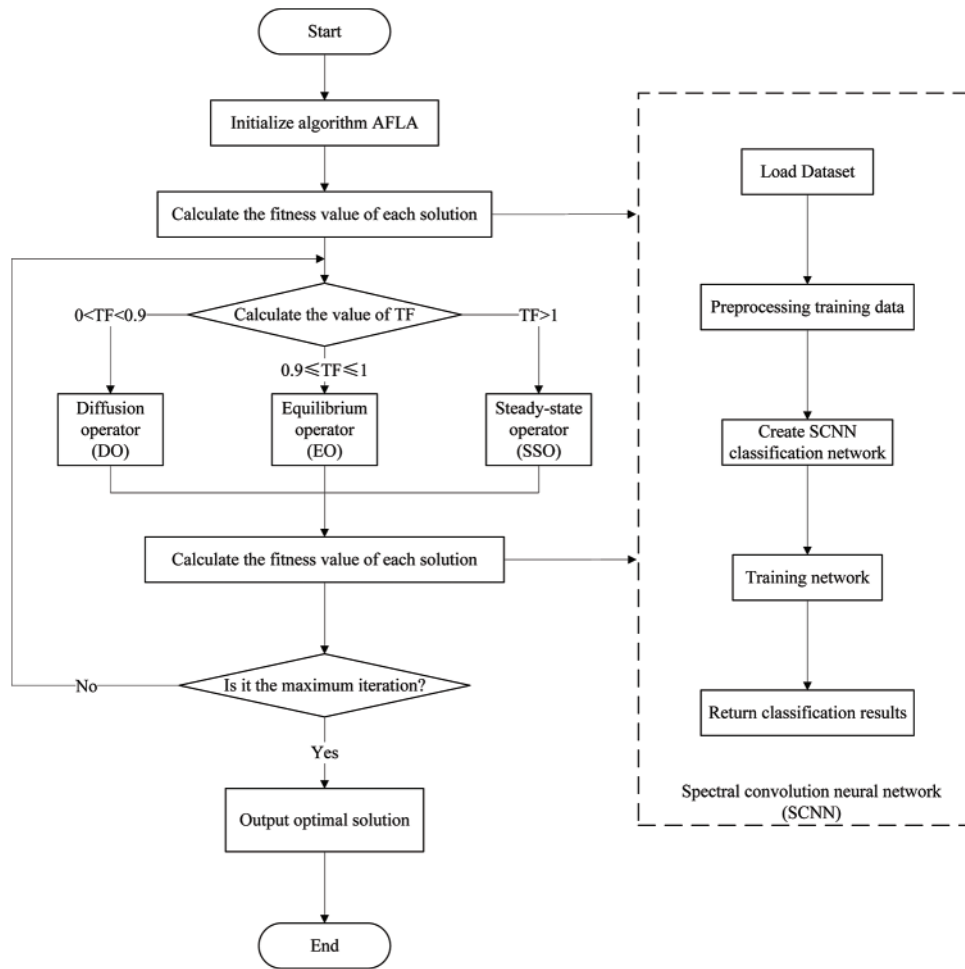 Start
Initialize algorithm AFLA
Calculate the fitness value of each solution
Calculate the value of TF
0<TF<0.9
TF>1
0.9⩽TF⩽1
Diffusion
operator
(DO)
Equilibrium
operator
(EO)
Steady-state
operator
(SSO)
Calculate the fitness value of each solution
Is it the maximum iteration?
No
Yes
Output optimal solution
End
Load Dataset
Preprocessing training data
Create SCNN
classification network
Training network
Return classification results
Spectral convolution neural network
(SCNN)